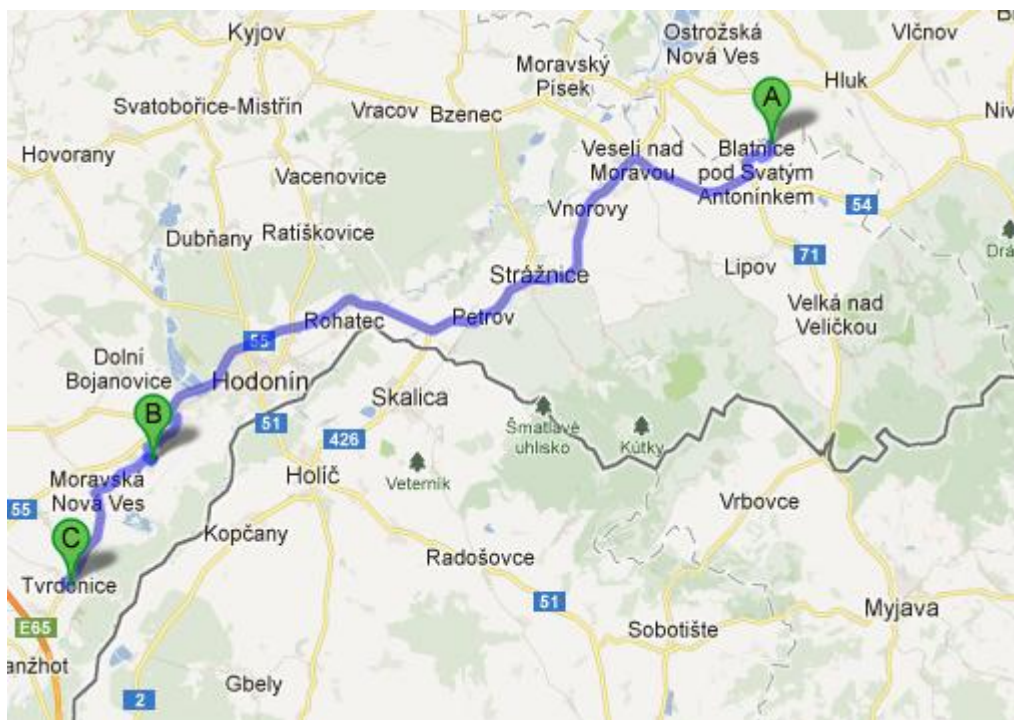 Kyjov
Ostrožská
Nová Ves
Vlčnov
Moravský
Písek
Hluk
A
Svatobořice-Mistřín
Vracov
Bzenec
Niv
Hovorany
Veselí nad
Moravou
Blatnice
pod Svatým
Antonínkem
Vacenovice
Vnorovy
54
Dubňany
Ratíškovice
71
Drá
Strážnice
Lipov
Velká nad
Veličkou
Petrov
Rohatec
55
Dolní
Bojanovice
Hodonín
Skalica
B
51
426
Šmatlavé
uhlisko
Kútky
Holíč
Veterník
Moravská
Nová Ves
55
Vrbovce
C
Kopčany
Radošovce
Tvrdonice
51
Myjava
E65
Sobotište
anžhot
Gbely
2